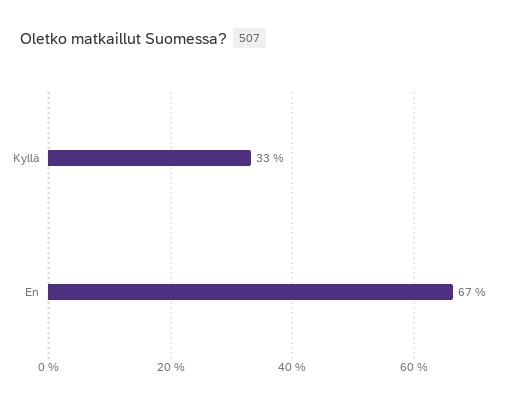 Oletko matkaillut Suomessa? 507
Kyllä 33 %
En 67 %
0 % 20 % 40 % 60 %